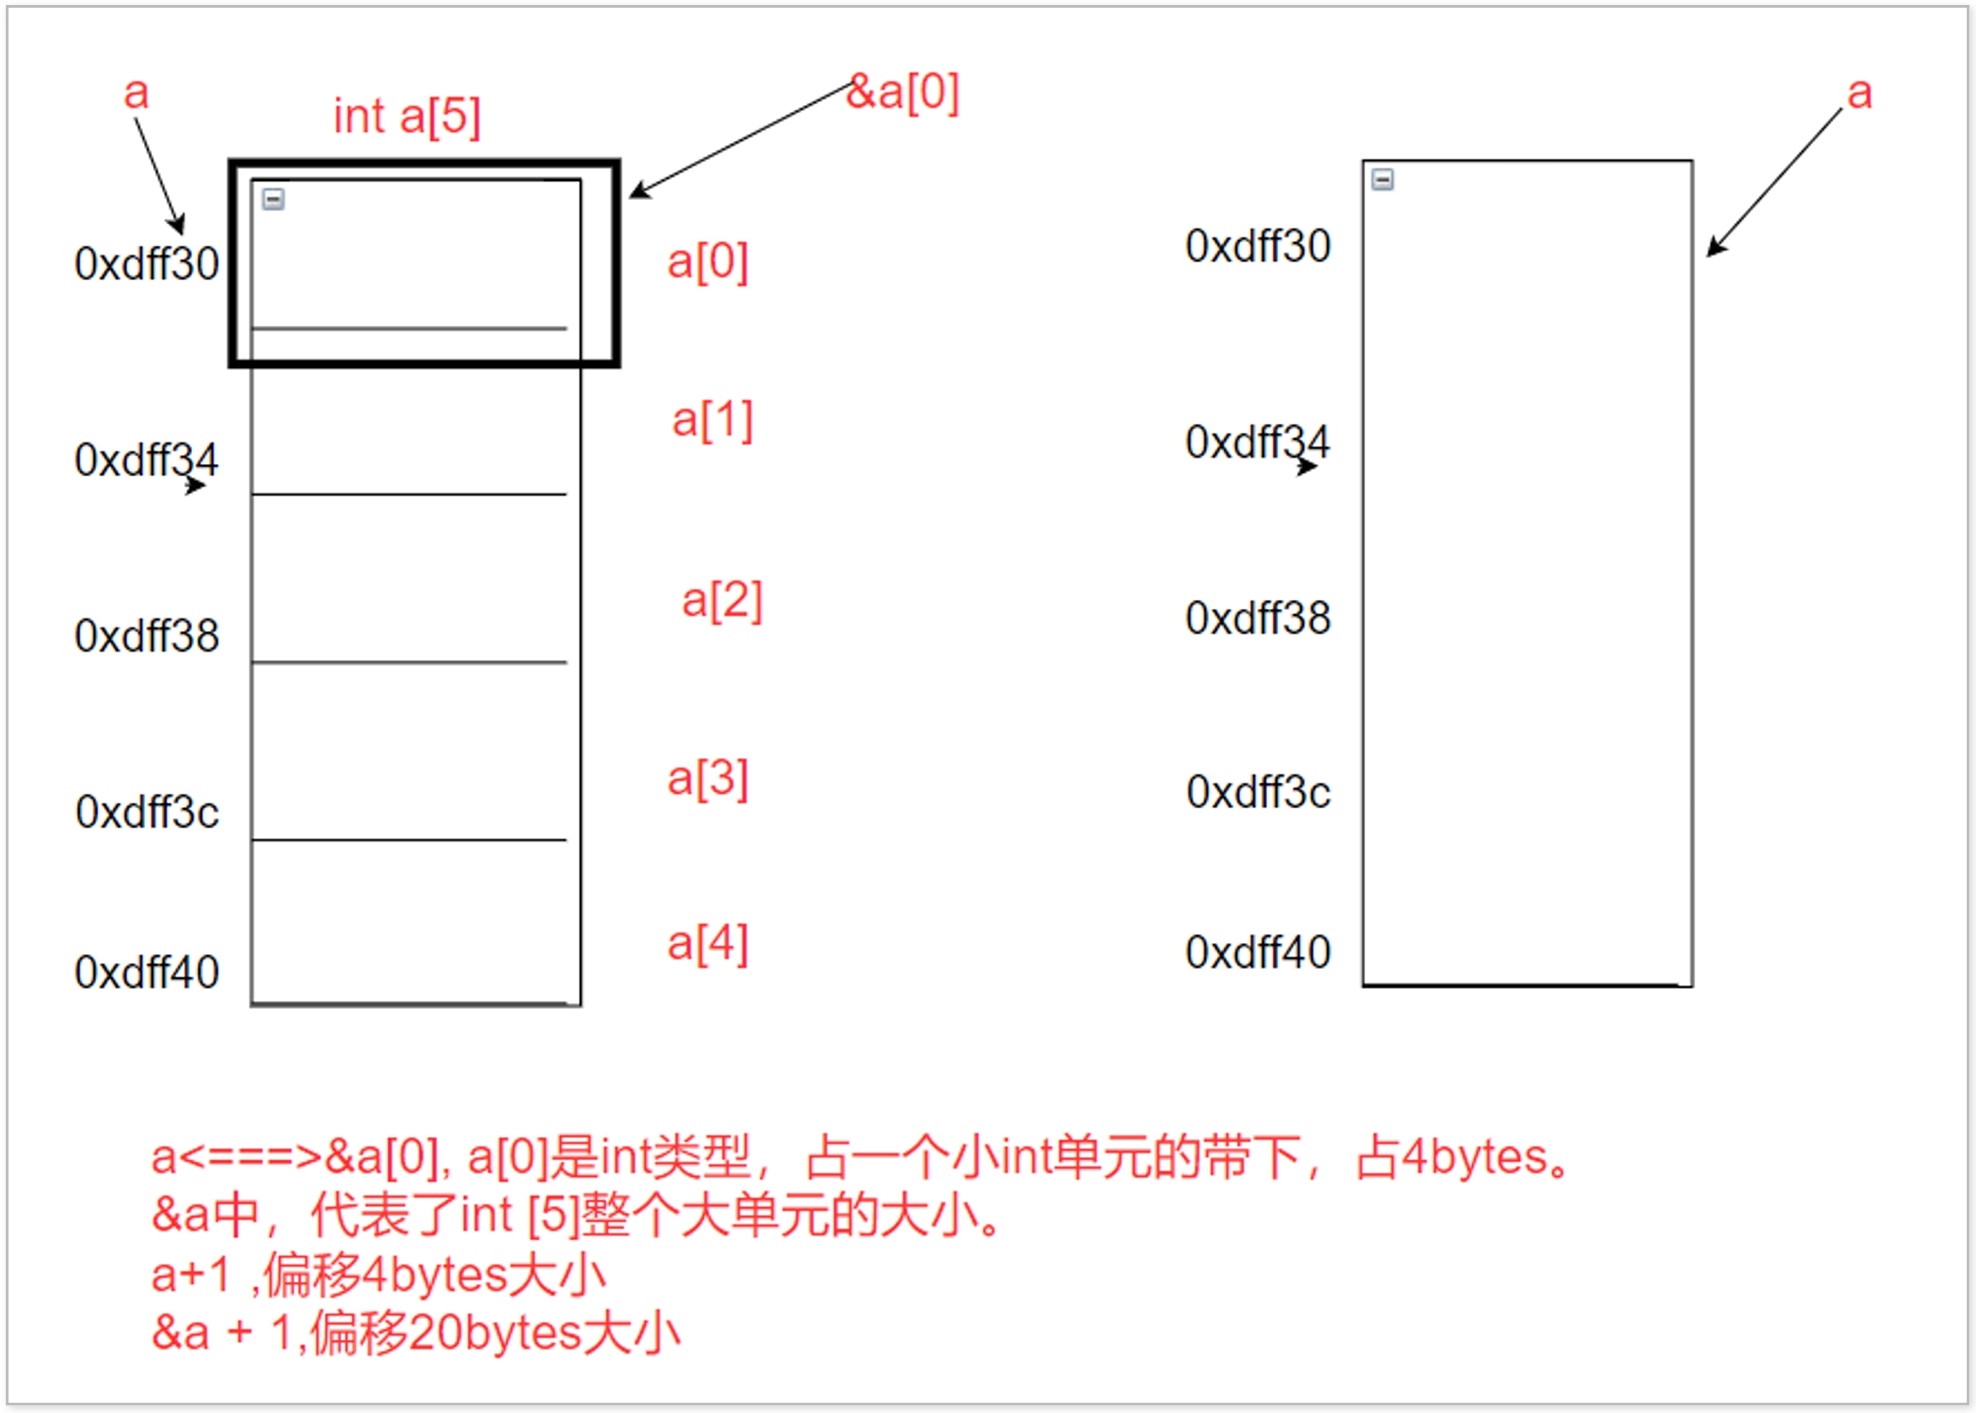 a
int a[5]
&a[0]
a
0xdff30
a[0]
0xdff30
a[1]
0xdff34
0xdff34
a[2]
0xdff38
0xdff38
a[3]
0xdff3c
0xdff3c
a[4]
0xdff40
0xdff40
a<===>&a[0], a[0]是int类型，占一个小int单元的带下，占4bytes。
&a中，代表了int [5]整个大单元的大小。
a+1 ,偏移4bytes大小
&a + 1,偏移20bytes大小